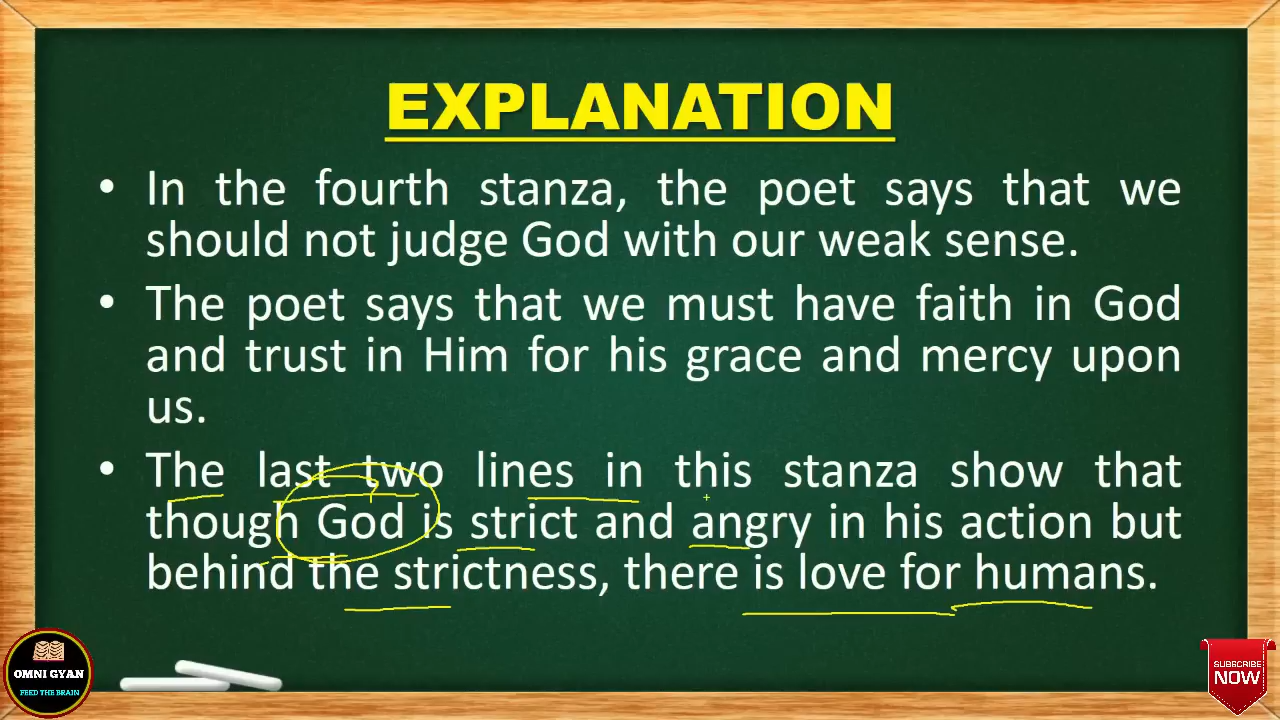 EXPLANATION
• In the fourth stanza, the poet says that we
should not judge God with our weak sense.
• The poet says that we must have faith in God
and trust in Him for his grace and mercy upon
us.
• The last two lines in this stanza show that
though God is strict and angry in his action but
behind the strictness, there is love for humans.
OMNI GYAN
FEED THE BRAIN
SUBSCRIBE
NOW